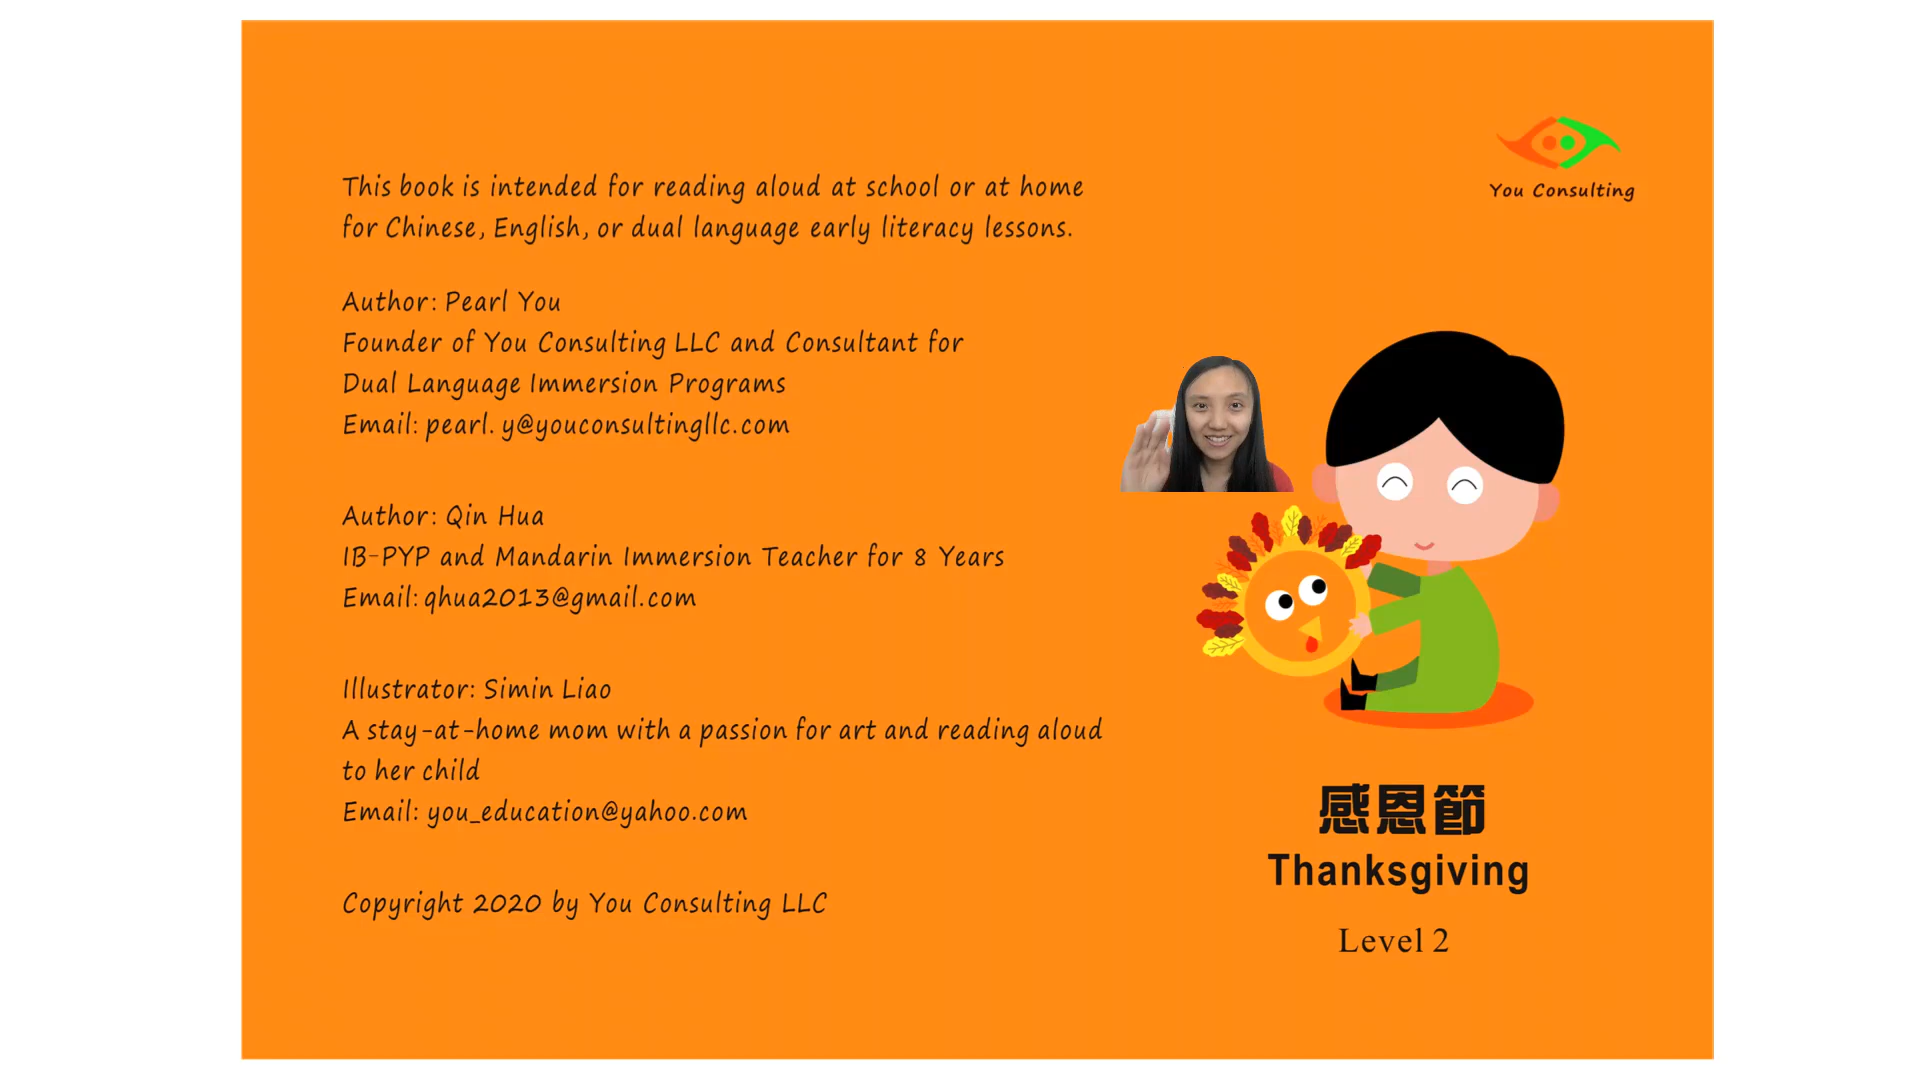 This book is intended for reading aloud at school or at home
for Chinese, English, or dual language early literacy lessons.
Author: Pearl You
Founder of You Consulting LLC and Consultant for
Dual Language Immersion Programs
Email: pearl. y@youconsultingllc.com
Author: Qin Hua
IB-PYP and Mandarin Immersion Teacher for 8 Years
Email: qhua2013@gmail.com
Illustrator: Simin Liao
A stay-at-home mom with a passion for art and reading aloud
to her child
Email: you_education@yahoo.com
Copyright 2020 by You Consulting LLC
You Consulting
感恩節
Thanksgiving
Level 2